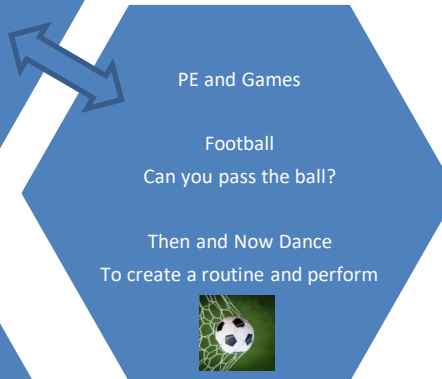 PE and Games
Football
Can you pass the ball?
Then and Now Dance
To create a routine and perform